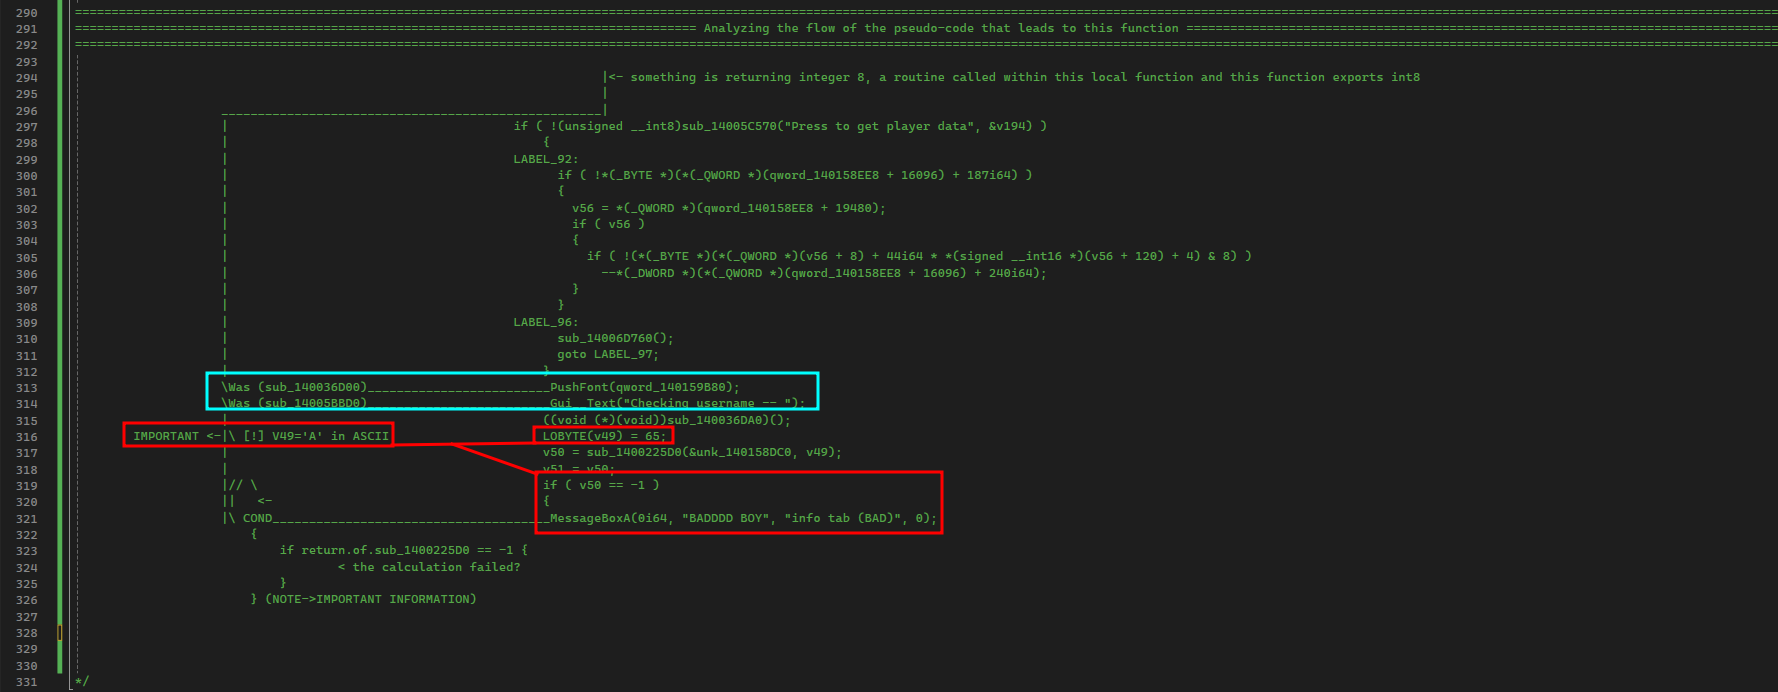 290
291 ================ Analyzing the flow of the pseudo-code that leads to this function ================
292
293
294 |<- something is returning integer 8, a routine called within this local function and this function exports int8
295 |
296 ____________________________________________________|
297 | if ( !(unsigned __int8)sub_14005C570("Press to get player data", &v194) )
298 | {
299 | LABEL_92:
300 | if ( !*(_BYTE *)(*(_QWORD *)(qword_140158EE8 + 16096) + 187i64) )
301 | {
302 | v56 = *(_QWORD *)(qword_140158EE8 + 19480);
303 | if ( v56 )
304 | {
305 | if ( !(*(_BYTE *)(*(_QWORD *)(v56 + 8) + 44i64 * *(signed __int16 *)(v56 + 120) + 4) & 8) )
306 | --*(_DWORD *)(*(_QWORD *)(qword_140158EE8 + 16096) + 240i64);
307 | }
308 | }
309 | LABEL_96:
310 | sub_14006D760();
311 | goto LABEL_97;
312 | }
313 \Was (sub_140036D00)_________________________PushFont(qword_140159B80);
314 \Was (sub_14005BBD0)_________________________Gui__Text("Checking username -- ");
315 | ((void (*)(void))sub_140036DA0)();
316 IMPORTANT <-|\ [!] V49='A' in ASCII LOBYTE(v49) = 65;
317 | v50 = sub_1400225D0(&unk_140158DC0, v49);
318 | v51 = v50;
319 |// \ if ( v50 == -1 )
320 || <- {
321 |\ COND______________________________________MessageBoxA(0i64, "BADDDD BOY", "info tab (BAD)", 0);
322 {
323 if return.of.sub_1400225D0 == -1 {
324 < the calculation failed?
325 }
326 } (NOTE->IMPORTANT INFORMATION)
327
328
329
330
331 */